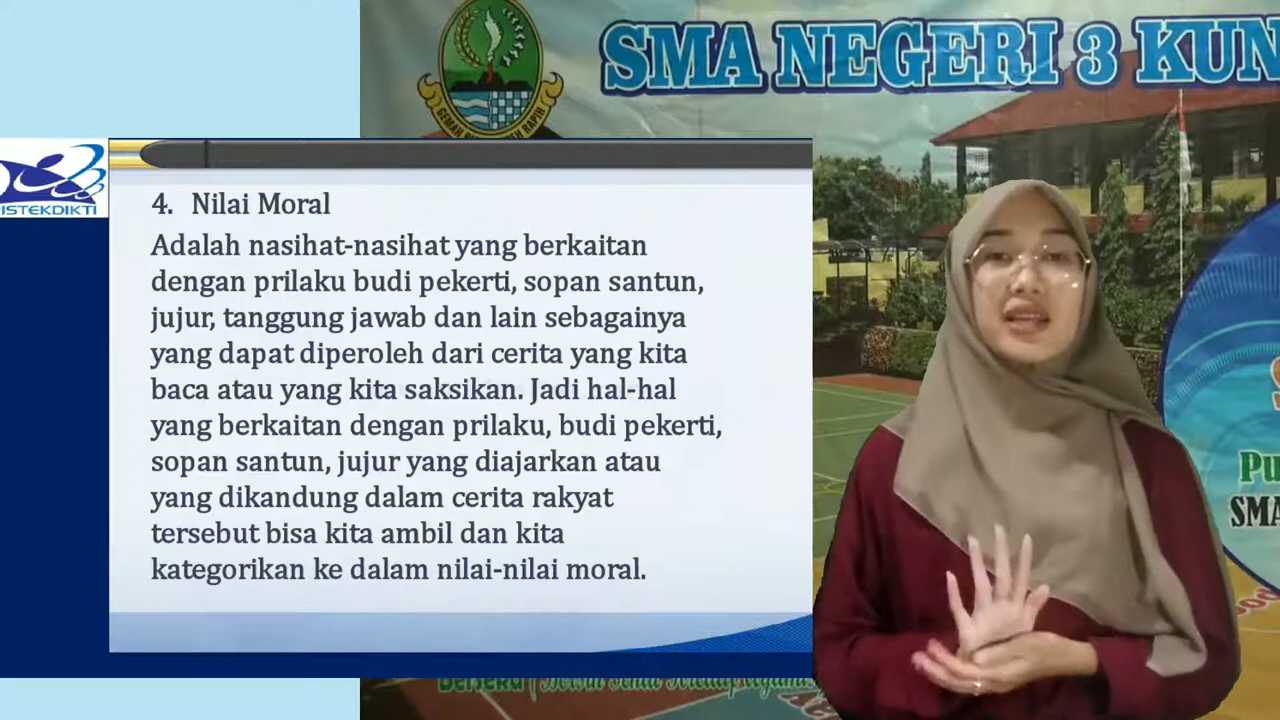 SMA NEGERI 3 KUN
ISTEKDIKTI
4. Nilai Moral
Adalah nasihat-nasihat yang berkaitan
dengan prilaku budi pekerti, sopan santun,
jujur, tanggung jawab dan lain sebagainya
yang dapat diperoleh dari cerita yang kita
baca atau yang kita saksikan. Jadi hal-hal
yang berkaitan dengan prilaku, budi pekerti,
sopan santun, jujur yang diajarkan atau
yang dikandung dalam cerita rakyat
tersebut bisa kita ambil dan kita
kategorikan ke dalam nilai-nilai moral.
Pu
SMA